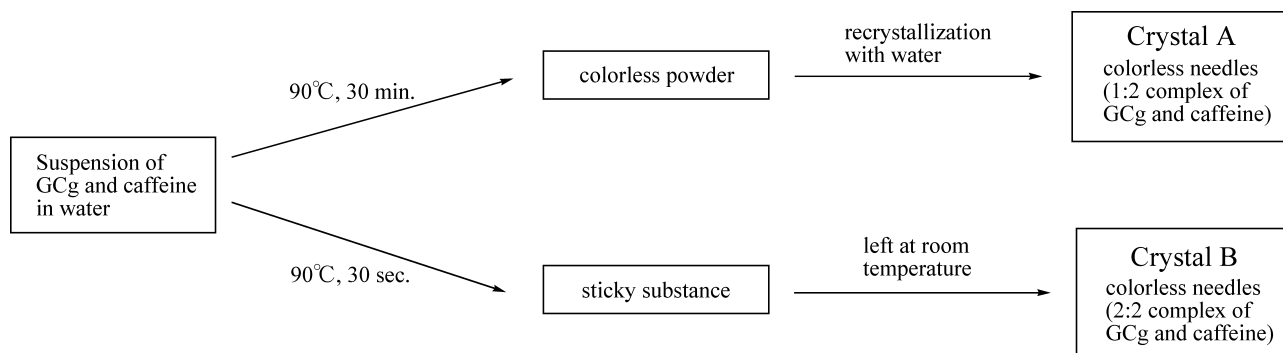 Suspension of
GCg and caffeine
in water
90℃, 30 min.
colorless powder
recrystallization
with water
Crystal A
colorless needles
(1:2 complex of
GCg and caffeine)
90℃, 30 sec.
sticky substance
left at room
temperature
Crystal B
colorless needles
(2:2 complex of
GCg and caffeine)